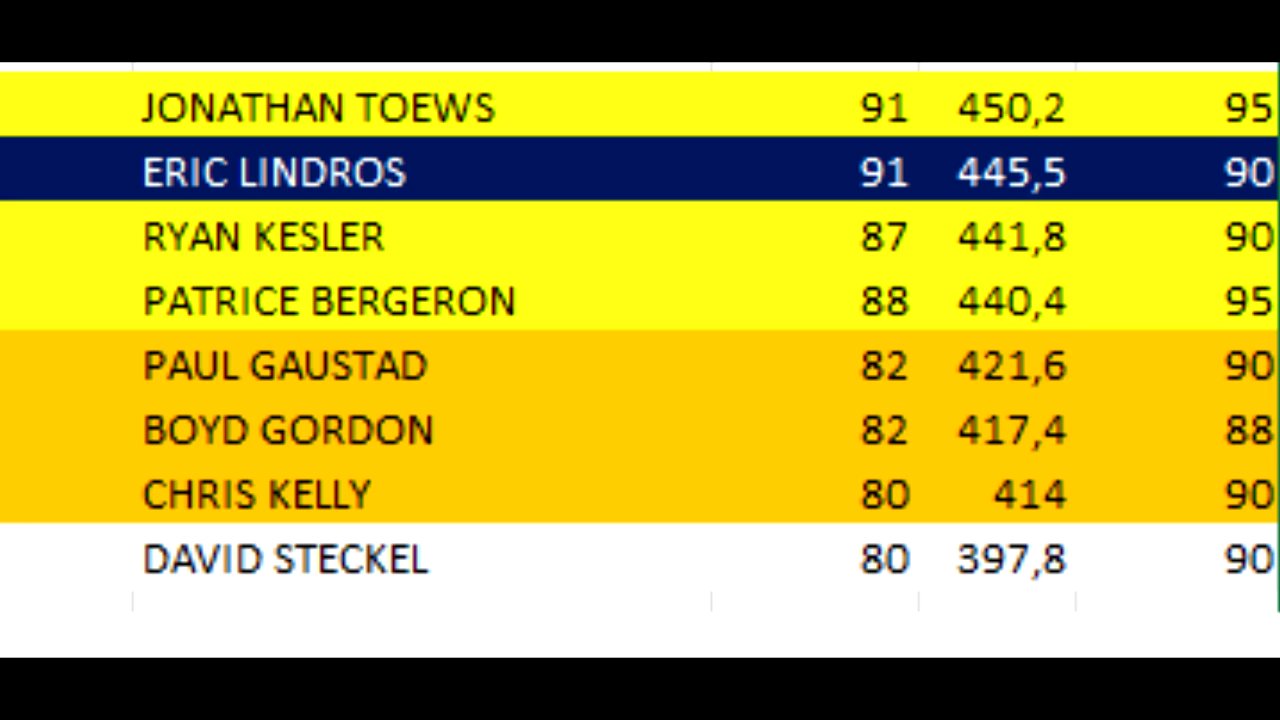 JONATHAN TOEWS 91 450,2 95
ERIC LINDROS 91 445,5 90
RYAN KESLER 87 441,8 90
PATRICE BERGERON 88 440,4 95
PAUL GAUSTAD 82 421,6 90
BOYD GORDON 82 417,4 88
CHRIS KELLY 80 414 90
DAVID STECKEL 80 397,8 90